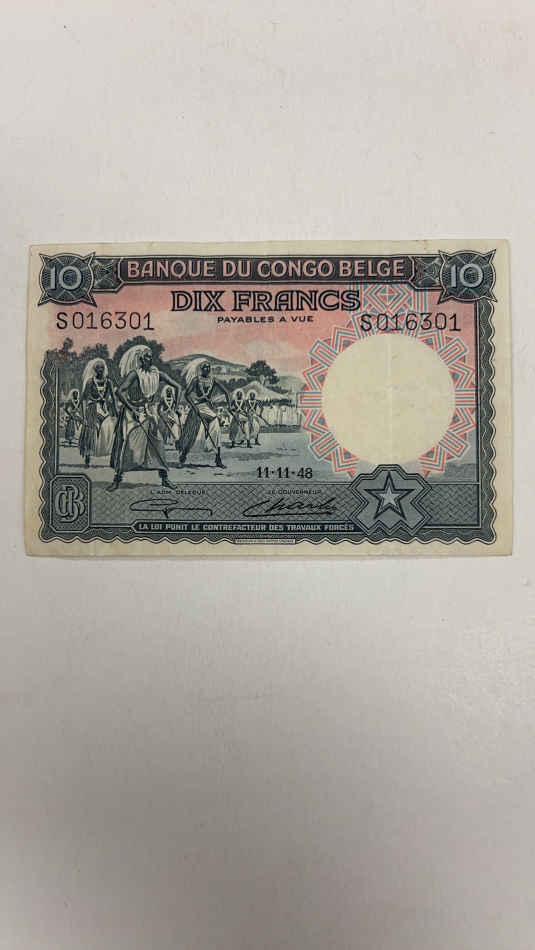 10 BANQUE DU CONGO BELGE 10
DIX FRANCS
PAYABLES A VUE
S016301 S016301
11-11-48
L'ADM. DÉLÉGUÉ, LE GOUVERNEUR,
LA LOI PUNIT LE CONTREFACTEUR DES TRAVAUX FORCÉS